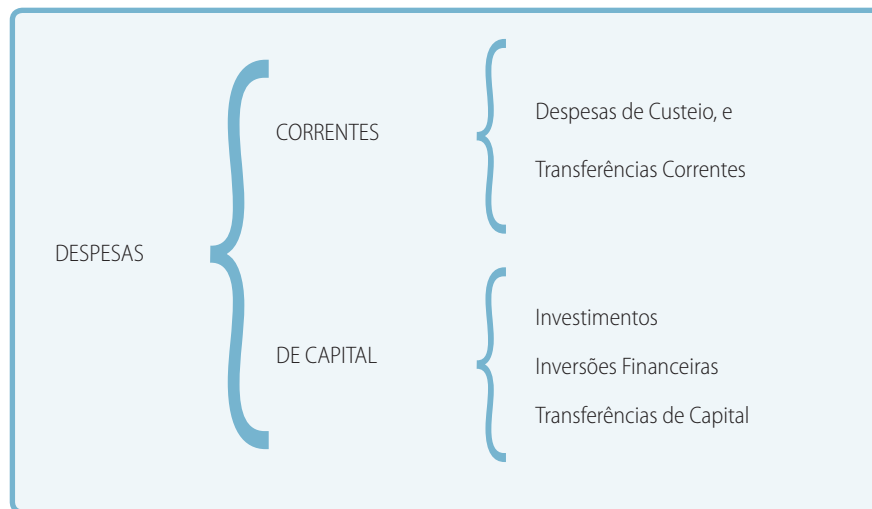 DESPESAS
CORRENTES
Despesas de Custeio, e
Transferências Correntes
DE CAPITAL
Investimentos
Inversões Financeiras
Transferências de Capital